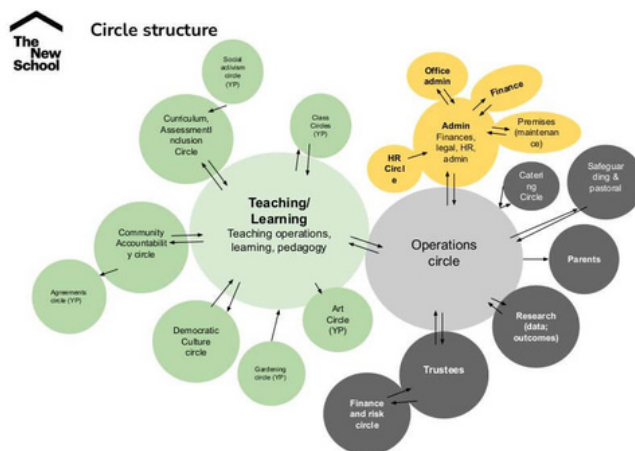 The
New
School
Circle structure
Social
activism
circle
(YP)
Curriculum,
AssessmentI
nclusion
Circle
Class
Circles
(YP)
Teaching/
Learning
Teaching operations,
learning, pedagogy
Community
Accountabilit
y circle
Agreements
circle (YP)
Democratic
Culture
circle
Gardening
circle (YP)
Art
Circle
(YP)
Office
admin
Finance
Admin
Finances,
legal, HR,
admin
Premises
(maintenan
ce)
HR
Circl
e
Cateri
ng
Circle
Safeguar
ding &
pastoral
Operations
circle
Parents
Research
(data;
outcomes)
Trustees
Finance
and risk
circle